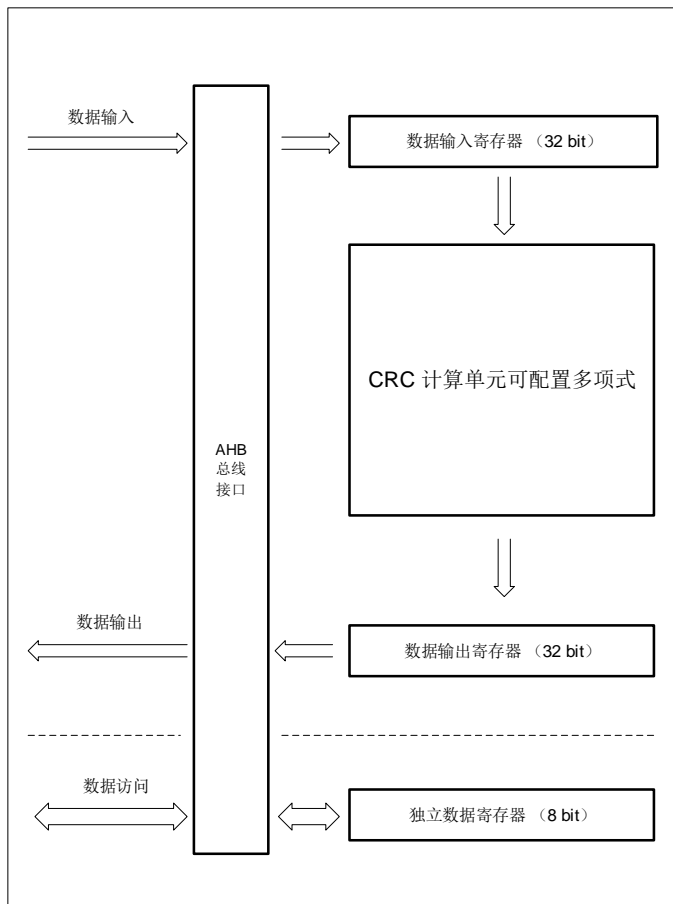 数据输入
数据输入寄存器 （32 bit）
CRC 计算单元可配置多项式
AHB
总线
接口
数据输出
数据输出寄存器 （32 bit）
数据访问
独立数据寄存器 （8 bit）